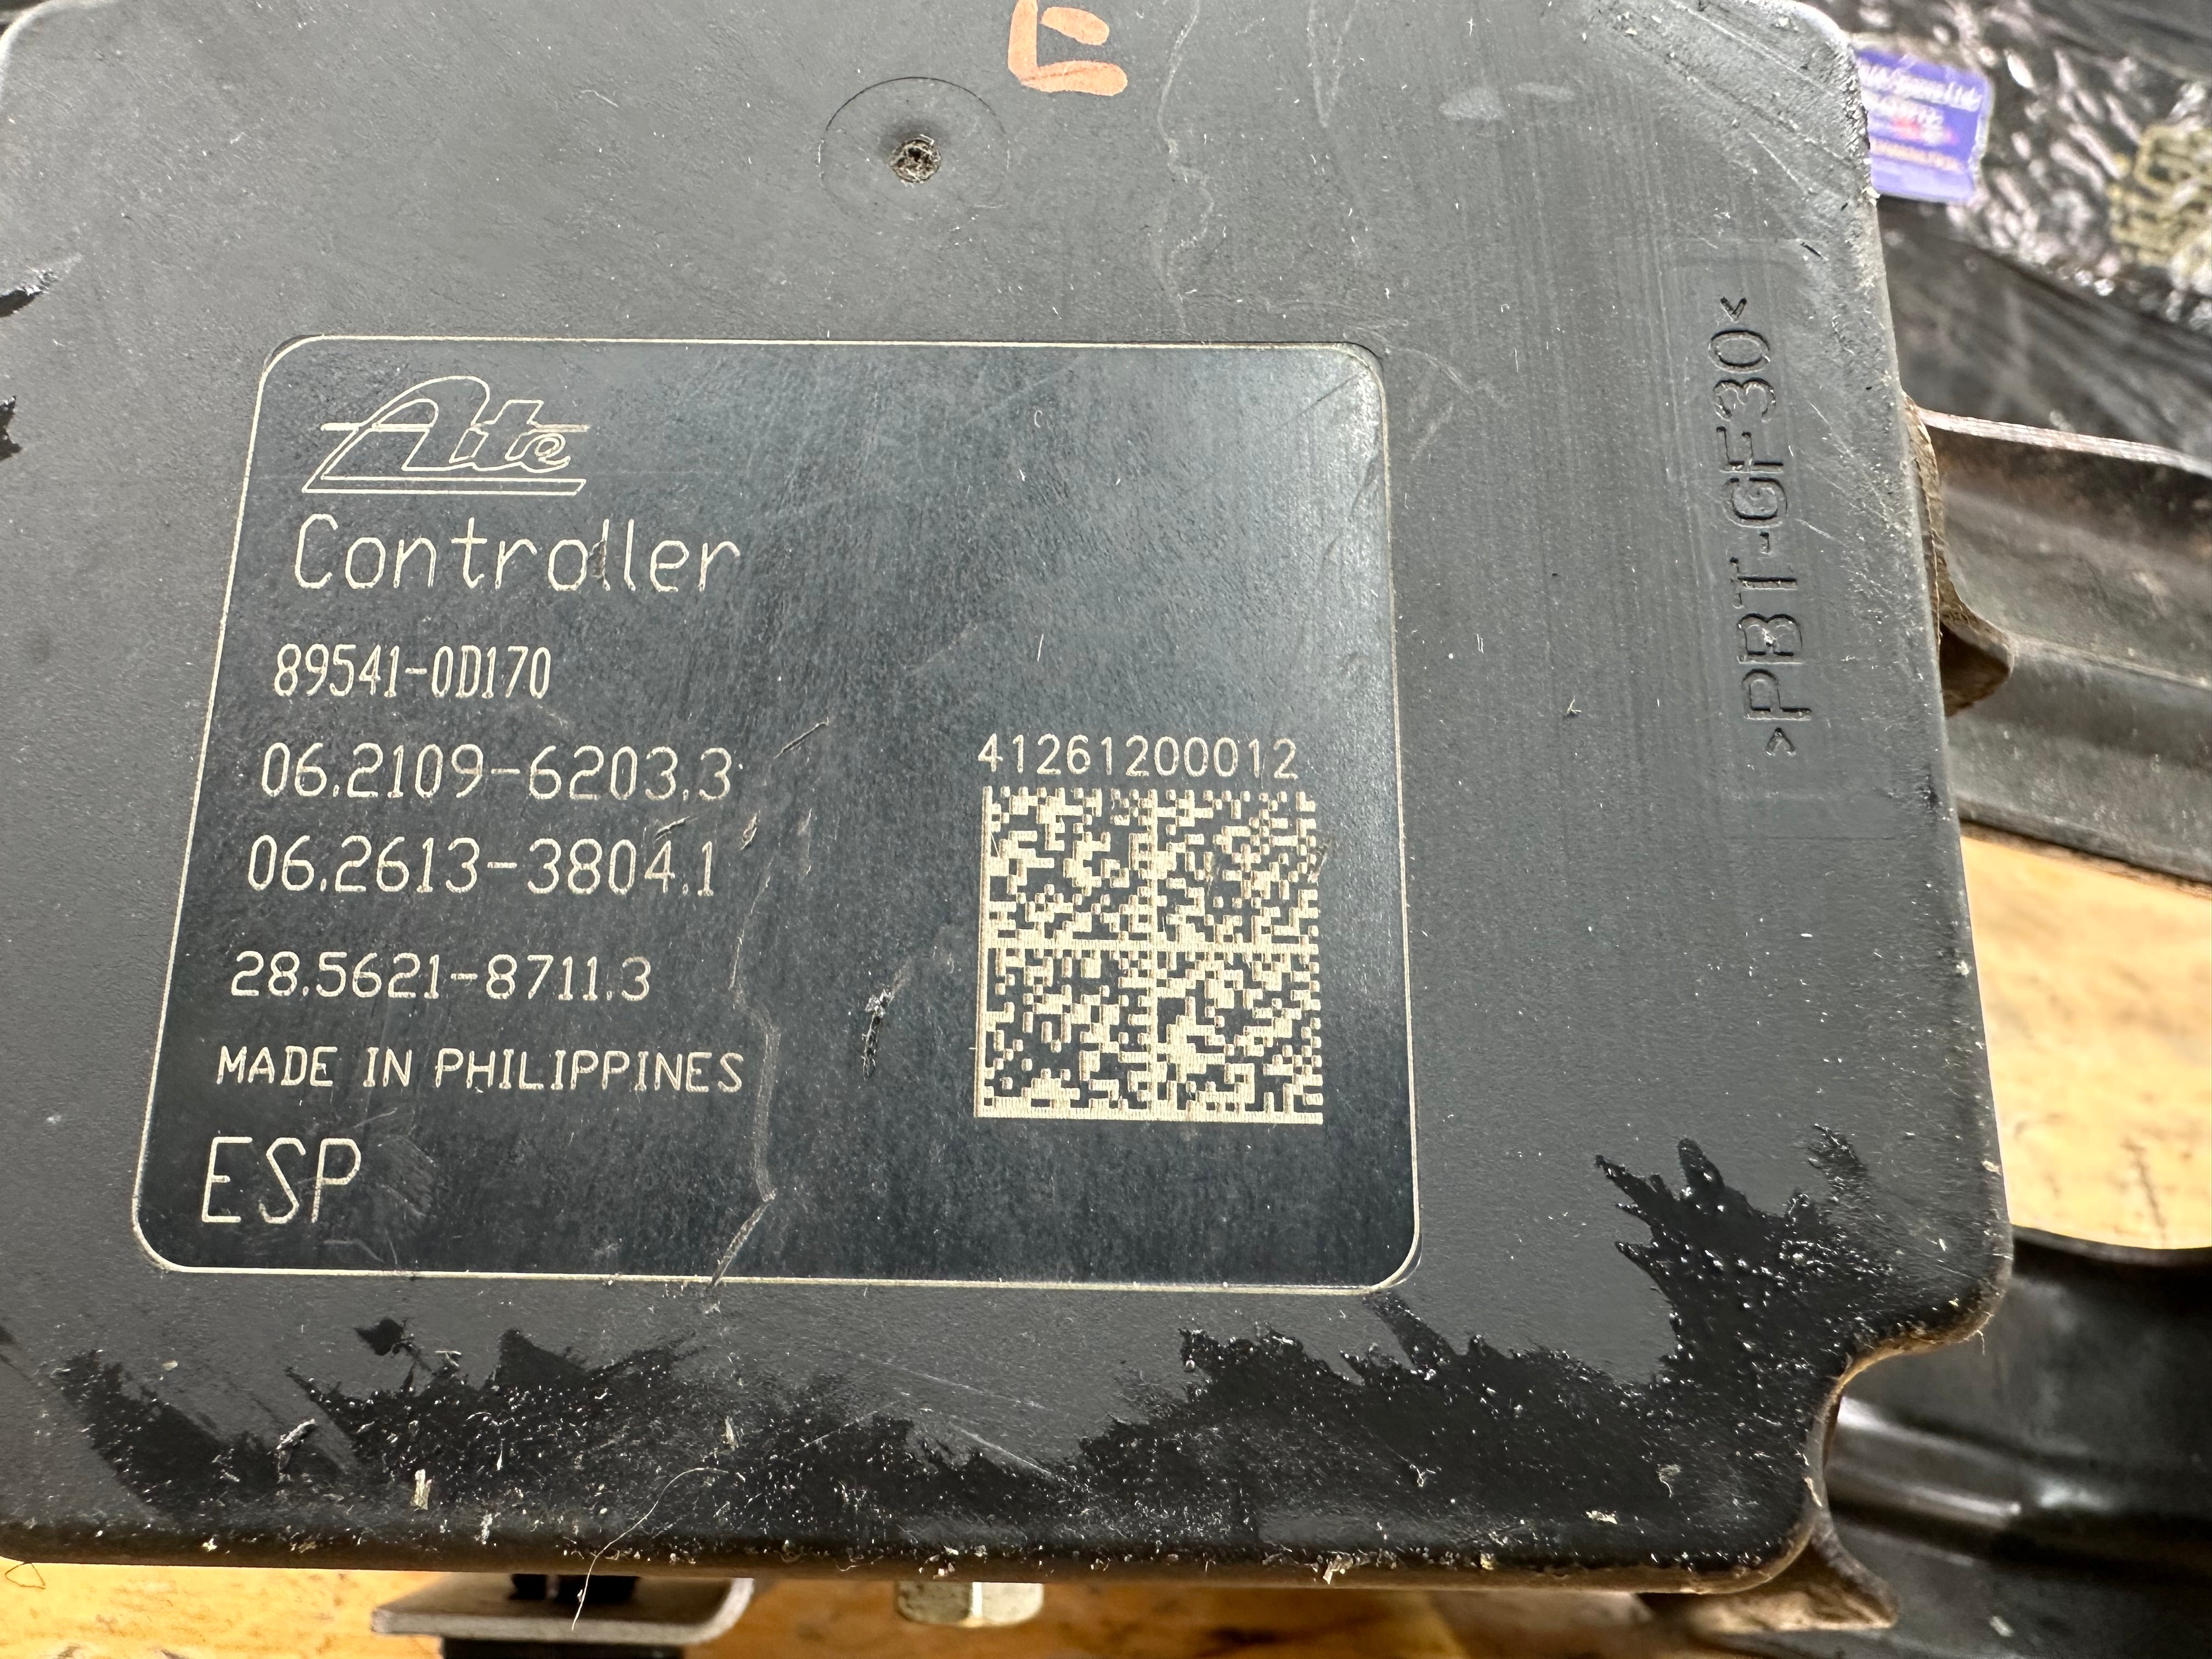 E
Ate
Controller
89541-0D170
06.2109-6203.3
06.2613-3804.1
28.5621-8711.3
MADE IN PHILIPPINES
ESP
41261200012
>PBT-GF30<